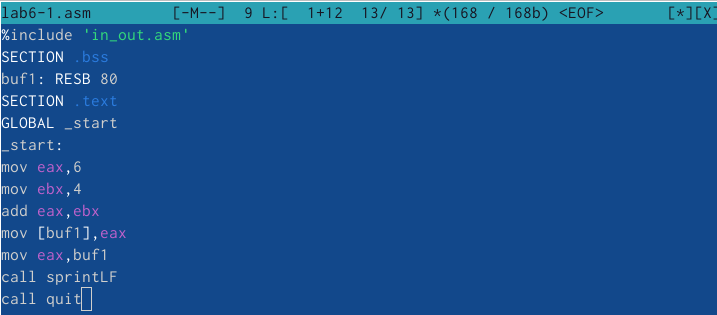 lab6-1.asm [-M--] 9 L:[ 1+12 13/ 13] *(168 / 168b) <EOF> [*][X]
%include 'in_out.asm'
SECTION .bss
buf1: RESB 80
SECTION .text
GLOBAL _start
_start:
mov eax,6
mov ebx,4
add eax,ebx
mov [buf1],eax
mov eax,buf1
call sprintLF
call quit